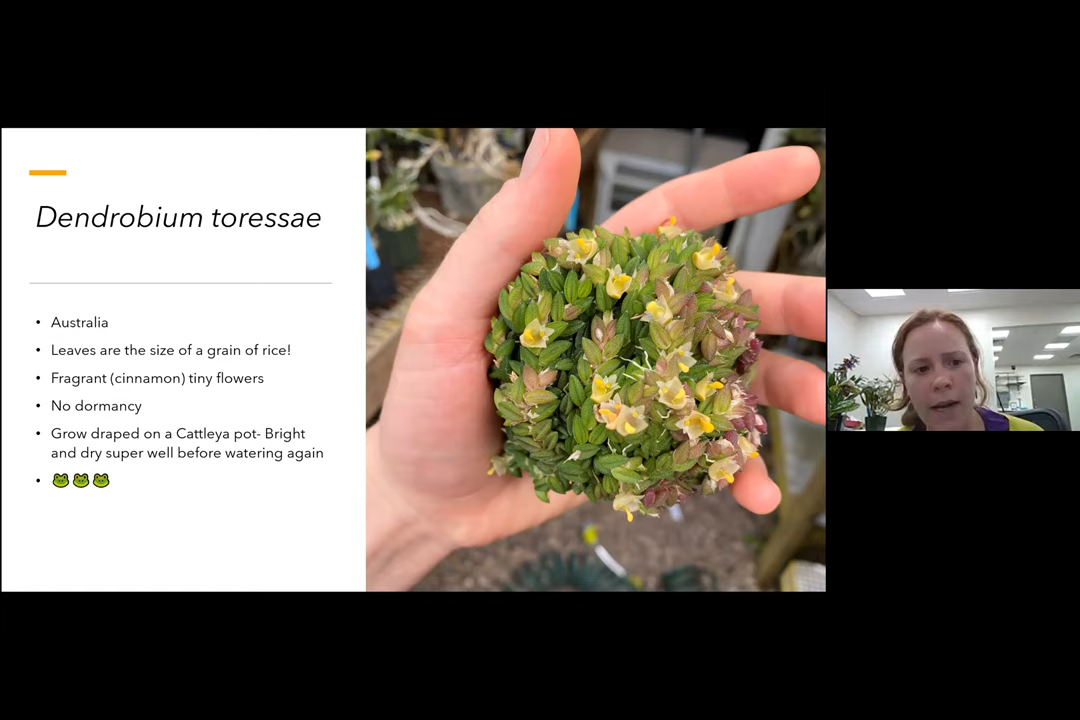 Dendrobium toressae
• Australia
• Leaves are the size of a grain of rice!
• Fragrant (cinnamon) tiny flowers
• No dormancy
• Grow draped on a Cattleya pot- Bright
and dry super well before watering again
• 🐸🐸🐸